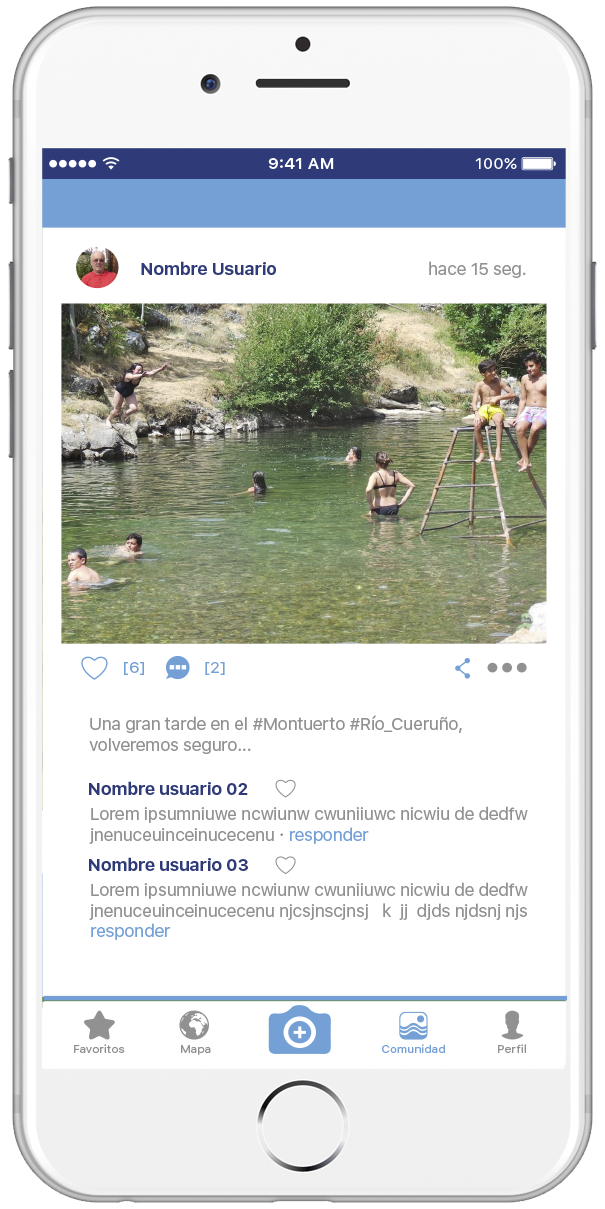 9:41 AM
100%
Nombre Usuario
hace 15 seg.
[6]
[2]
Una gran tarde en el #Montuerto #Río_Cueruño,
volveremos seguro...
Nombre usuario 02
Lorem ipsumniuwe ncwiunw cwuniiuwc nicwiu de dedfw
jnenuceuinceinucecenu · responder
Nombre usuario 03
Lorem ipsumniuwe ncwiunw cwuniiuwc nicwiu de dedfw
jnenuceuinceinucecenu njcsjnscjnsj k jj djds njdsnj njs
responder
Favoritos
Mapa
Comunidad
Perfil